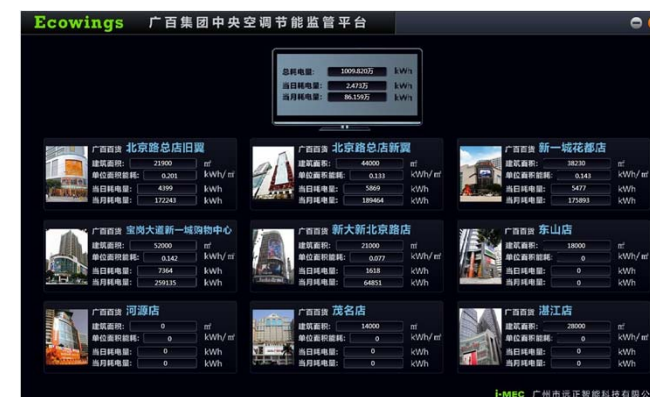 Ecowings 广百集团中央空调节能监管平台
总耗电量: 1009.820万 kWh
当日耗电量: 2.473万 kWh
当月耗电量: 86.159万 kWh
广百百货 北京路总店旧翼
建筑面积: 21900 ㎡
单位面积能耗: 0.201 kWh/㎡
当日耗电量: 4399 kWh
当月耗电量: 172243 kWh
广百百货 北京路总店新翼
建筑面积: 44000 ㎡
单位面积能耗: 0.133 kWh/㎡
当日耗电量: 5869 kWh
当月耗电量: 189464 kWh
广百百货 新一城花都店
建筑面积: 38230 ㎡
单位面积能耗: 0.143 kWh/㎡
当日耗电量: 5477 kWh
当月耗电量: 175893 kWh
广百百货 宝岗大道新一城购物中心
建筑面积: 52000 ㎡
单位面积能耗: 0.142 kWh/㎡
当日耗电量: 7364 kWh
当月耗电量: 259135 kWh
广百百货 新大新北京路店
建筑面积: 21000 ㎡
单位面积能耗: 0.077 kWh/㎡
当日耗电量: 1618 kWh
当月耗电量: 64851 kWh
广百百货 东山店
建筑面积: 18000 ㎡
单位面积能耗: 0 kWh/㎡
当日耗电量: 0 kWh
当月耗电量: 0 kWh
广百百货 河源店
建筑面积: 0 ㎡
单位面积能耗: 0 kWh/㎡
当日耗电量: 0 kWh
当月耗电量: 0 kWh
广百百货 茂名店
建筑面积: 14000 ㎡
单位面积能耗: 0 kWh/㎡
当日耗电量: 0 kWh
当月耗电量: 0 kWh
广百百货 湛江店
建筑面积: 28000 ㎡
单位面积能耗: 0 kWh/㎡
当日耗电量: 0 kWh
当月耗电量: 0 kWh
i-MEC 广州市远正智能科技有限公